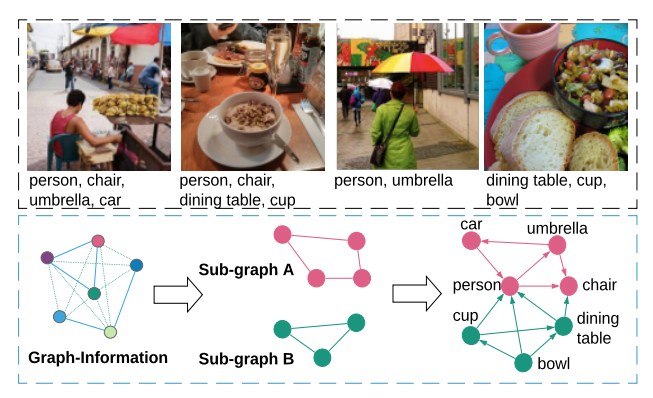 person, chair,
umbrella, car
person, chair,
dining table, cup
person, umbrella
dining table, cup,
bowl
Graph-Information
Sub-graph A
Sub-graph B
car
umbrella
person
chair
cup
dining
table
bowl